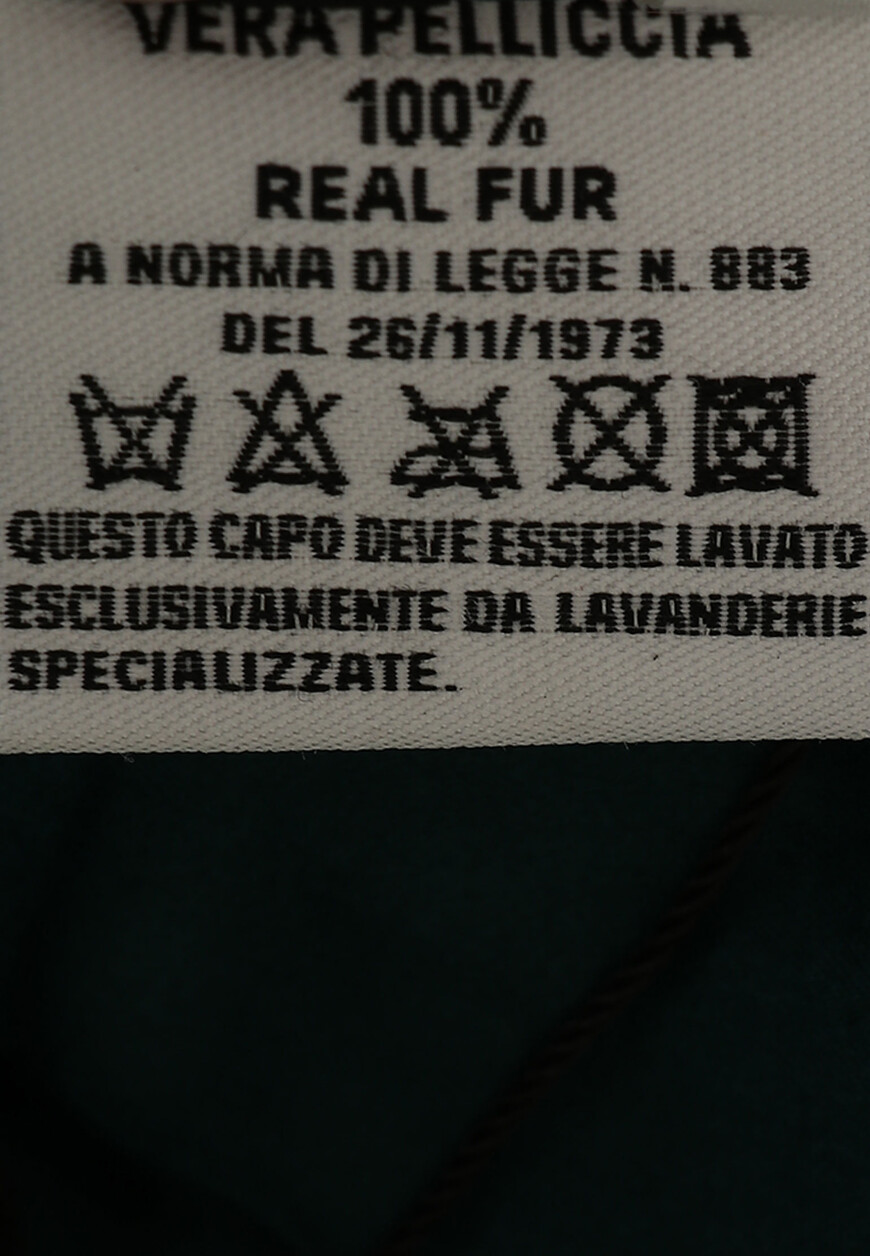 VERA PELLICCIA
100%
REAL FUR
A NORMA DI LEGGE N. 883
DEL 26/11/1973
QUESTO CAPO DEVE ESSERE LAVATO
ESCLUSIVAMENTE DA LAVANDERIE
SPECIALIZZATE.